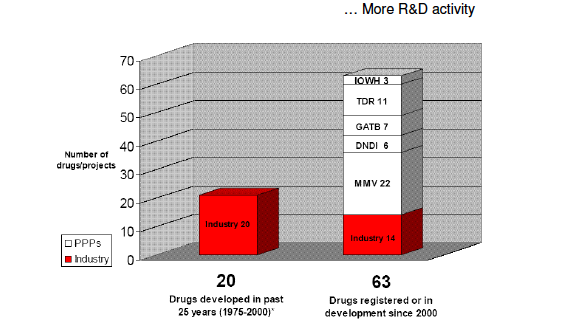 ... More R&D activity
70
60
50
40
30
20
10
0
Number of
drugs/projects
IOWH 3
TDR 11
GATB 7
DNDI 6
MMV 22
Industry 20
Industry 14
PPPs
Industry
20
63
Drugs developed in past
25 years (1975-2000)*
Drugs registered or in
development since 2000